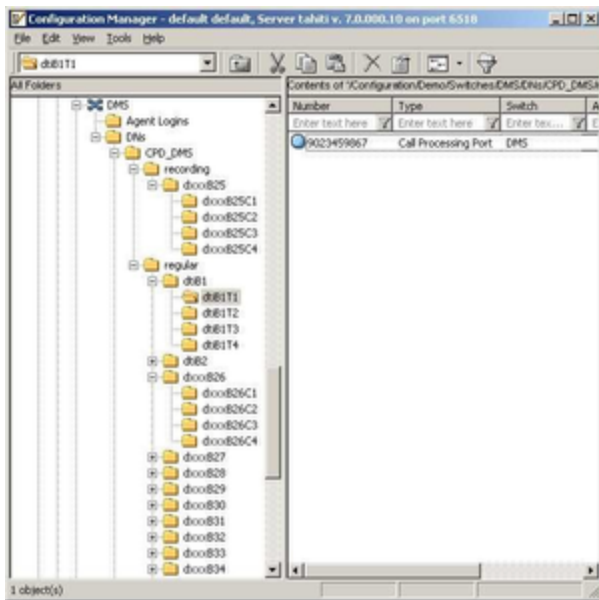 Configuration Manager - default default, Server tahiti v. 7.0.000.10 on port 6518
File Edit View Tools Help
dtiB1T1
All Folders
Contents of '/Configuration/Demo/Switches/DMS/DNs/CPD_DMS/
Number Type Switch A
Enter text here Enter text here Enter tex... E
9023459867 Call Processing Port DMS
DMS
Agent Logins
DNs
CPD_DMS
recording
dxxxB25
dxxxB25C1
dxxxB25C2
dxxxB25C3
dxxxB25C4
regular
dtiB1
dtiB1T1
dtiB1T2
dtiB1T3
dtiB1T4
dtiB2
dxxxB26
dxxxB26C1
dxxxB26C2
dxxxB26C3
dxxxB26C4
dxxxB27
dxxxB28
dxxxB29
dxxxB30
dxxxB31
dxxxB32
dxxxB33
dxxxB34
1 object(s)